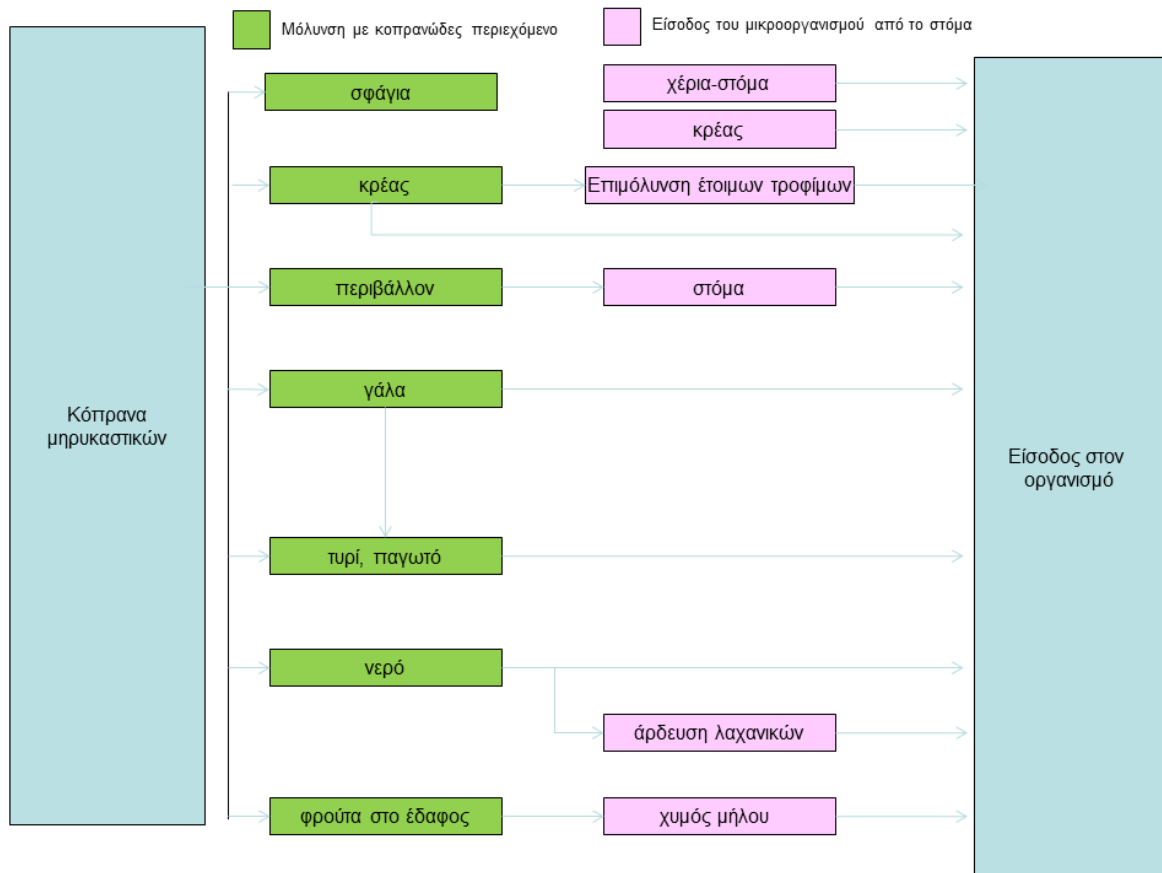 Μόλυνση με κοπρανώδες περιεχόμενο
Είσοδος του μικροοργανισμού από το στόμα
σφάγια
χέρια-στόμα
κρέας
κρέας
Επιμόλυνση έτοιμων τροφίμων
περιβάλλον
στόμα
γάλα
Κόπρανα
μηρυκαστικών
Είσοδος στον
οργανισμό
τυρί, παγωτό
νερό
άρδευση λαχανικών
φρούτα στο έδαφος
χυμός μήλου